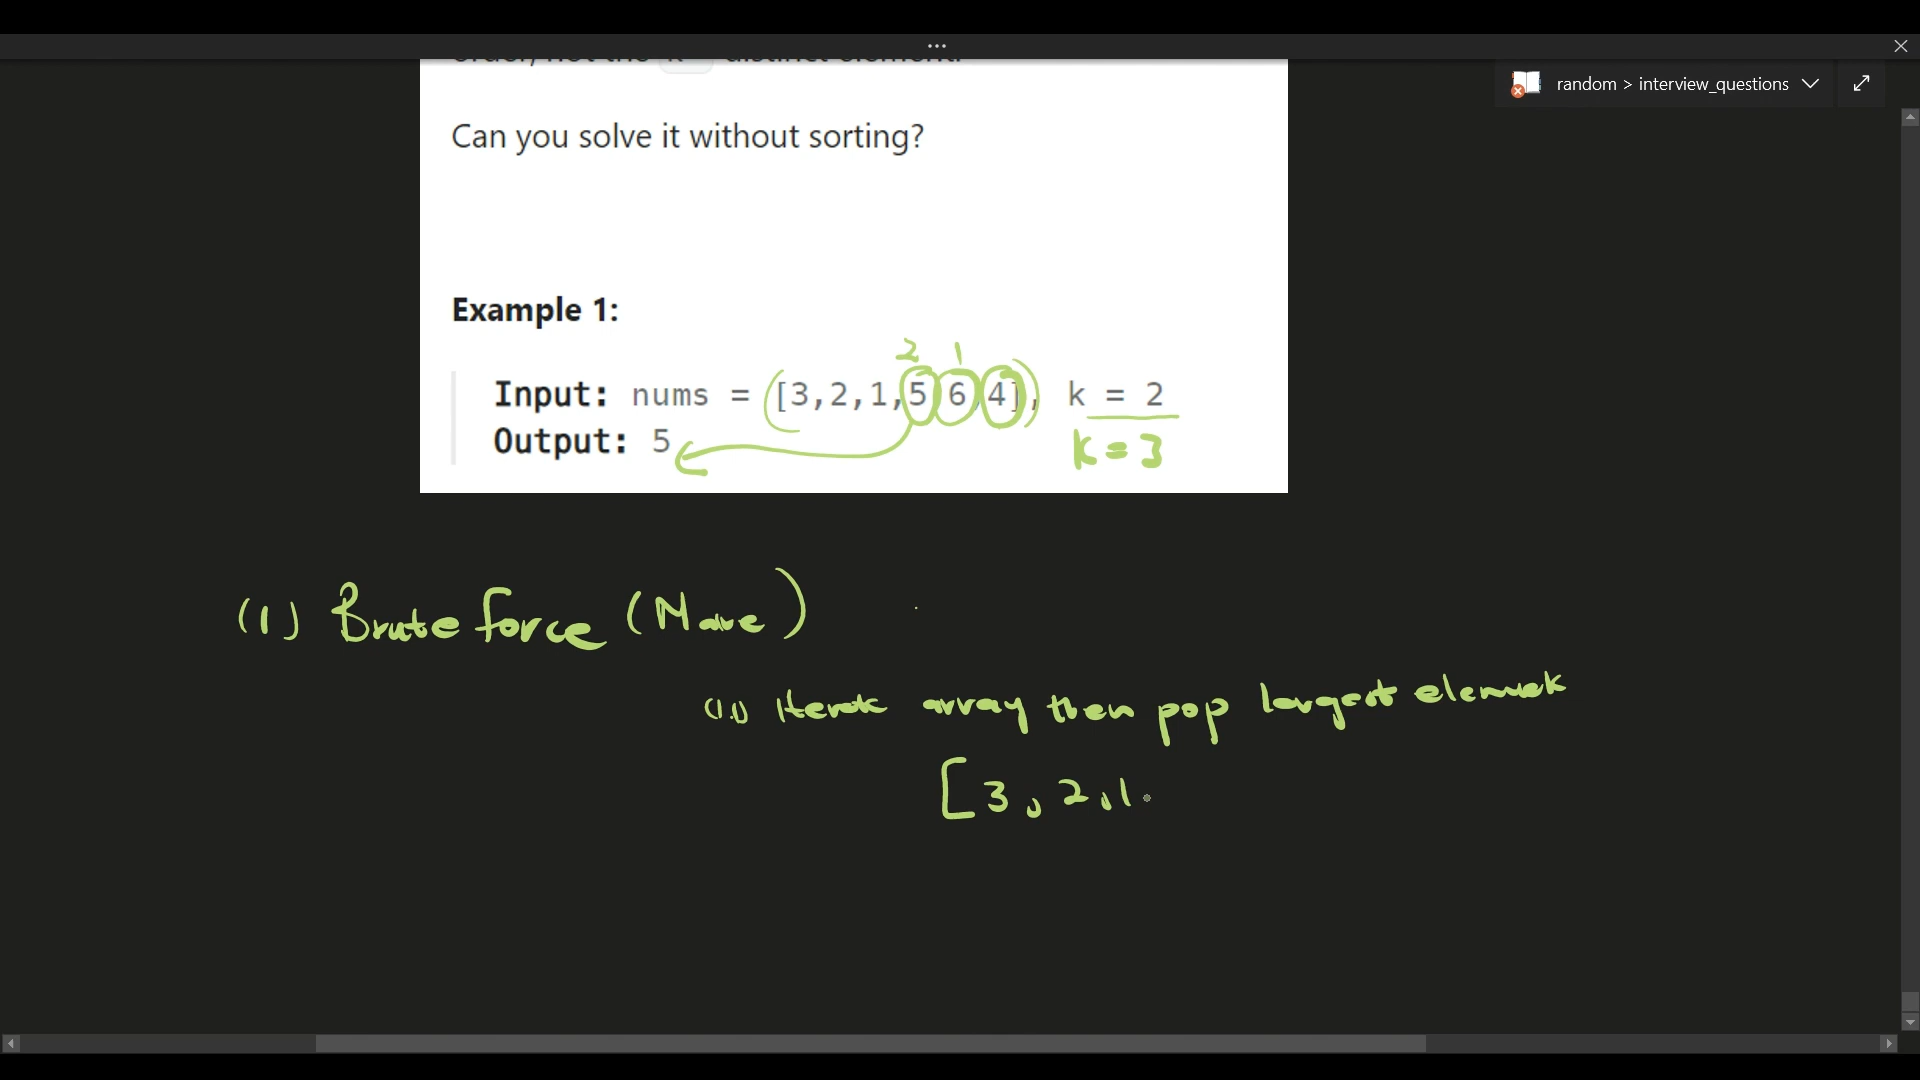 random > interview_questions
Can you solve it without sorting?
Example 1:
2 1
Input: nums = [3,2,1,5,6,4], k = 2
Output: 5
k = 3
(1) Brute force (Naive)
(1.1) Iterate array then pop largest element
[3, 2, 1